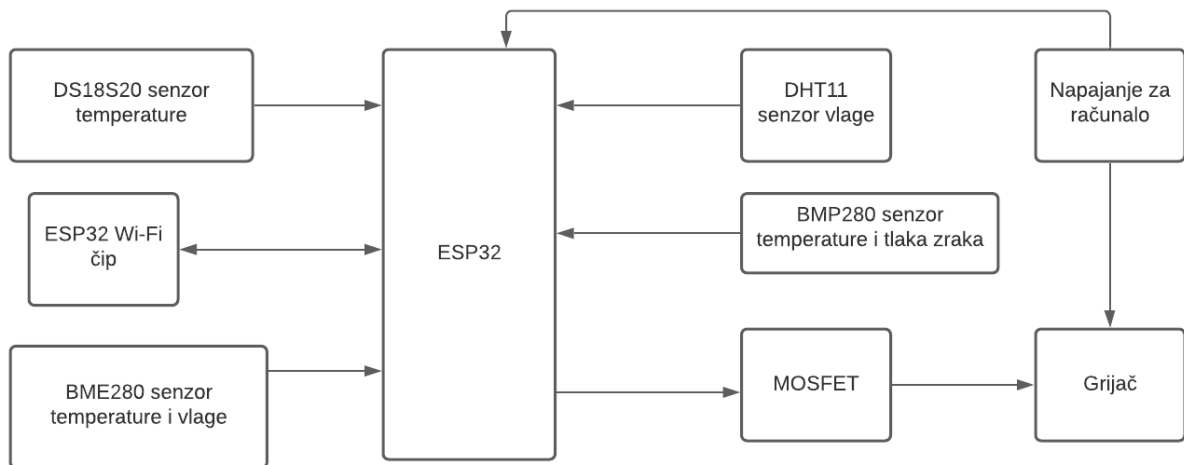 DS18S20 senzor
temperature
ESP32 Wi-Fi
čip
BME280 senzor
temperature i vlage
ESP32
DHT11
senzor vlage
BMP280 senzor
temperature i tlaka zraka
MOSFET
Napajanje za
računalo
Grijač